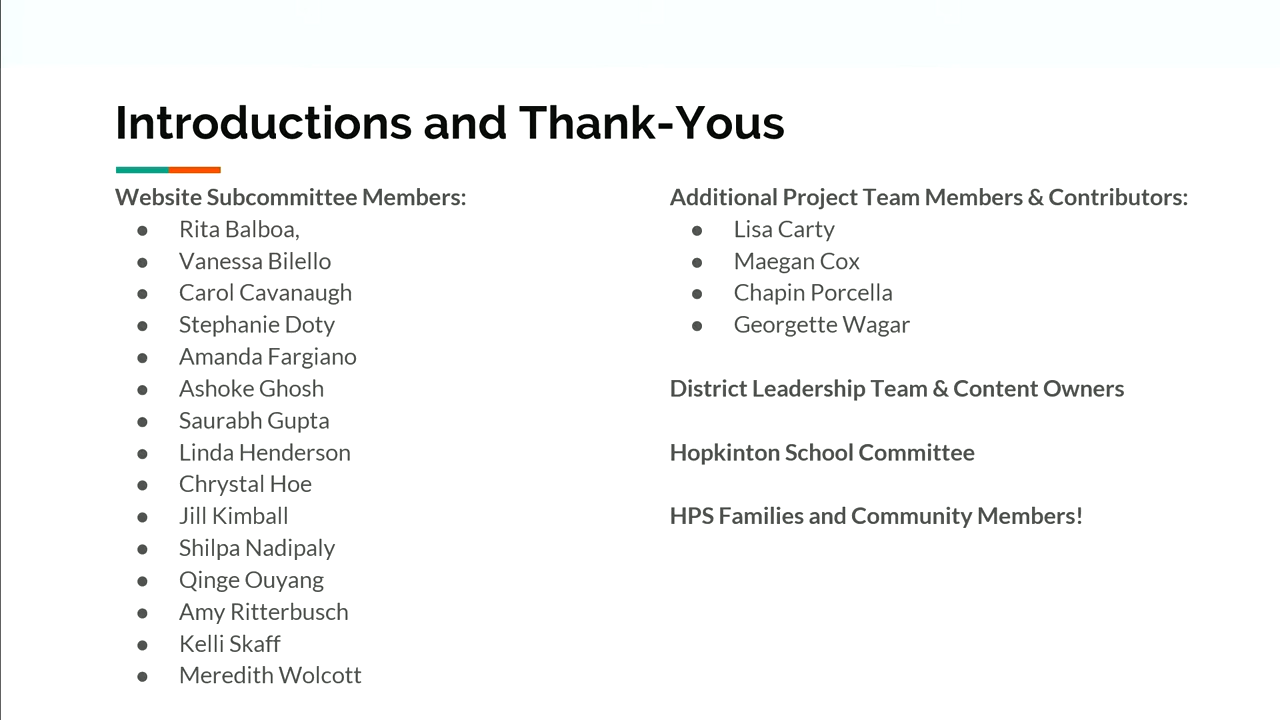 Introductions and Thank-Yous
Website Subcommittee Members:
● Rita Balboa,
● Vanessa Bilello
● Carol Cavanaugh
● Stephanie Doty
● Amanda Fargiano
● Ashoke Ghosh
● Saurabh Gupta
● Linda Henderson
● Chrystal Hoe
● Jill Kimball
● Shilpa Nadipaly
● Qinge Ouyang
● Amy Ritterbusch
● Kelli Skaff
● Meredith Wolcott
Additional Project Team Members & Contributors:
● Lisa Carty
● Maegan Cox
● Chapin Porcella
● Georgette Wagar
District Leadership Team & Content Owners
Hopkinton School Committee
HPS Families and Community Members!